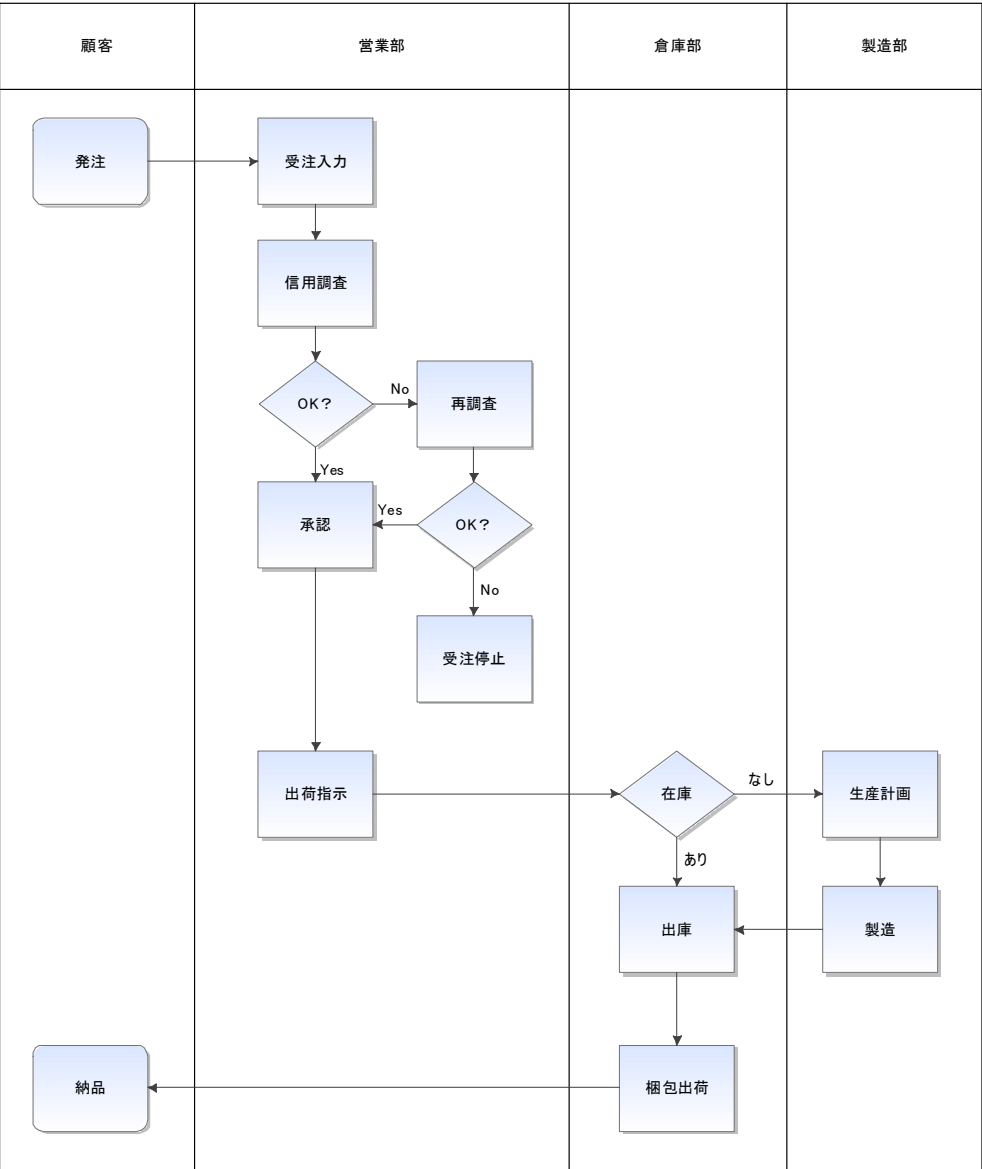 顧客
営業部
倉庫部
製造部
発注
受注入力
信用調査
OK?
No
再調査
Yes
承認
Yes
OK?
No
受注停止
出荷指示
在庫
なし
生産計画
あり
出庫
製造
納品
梱包出荷